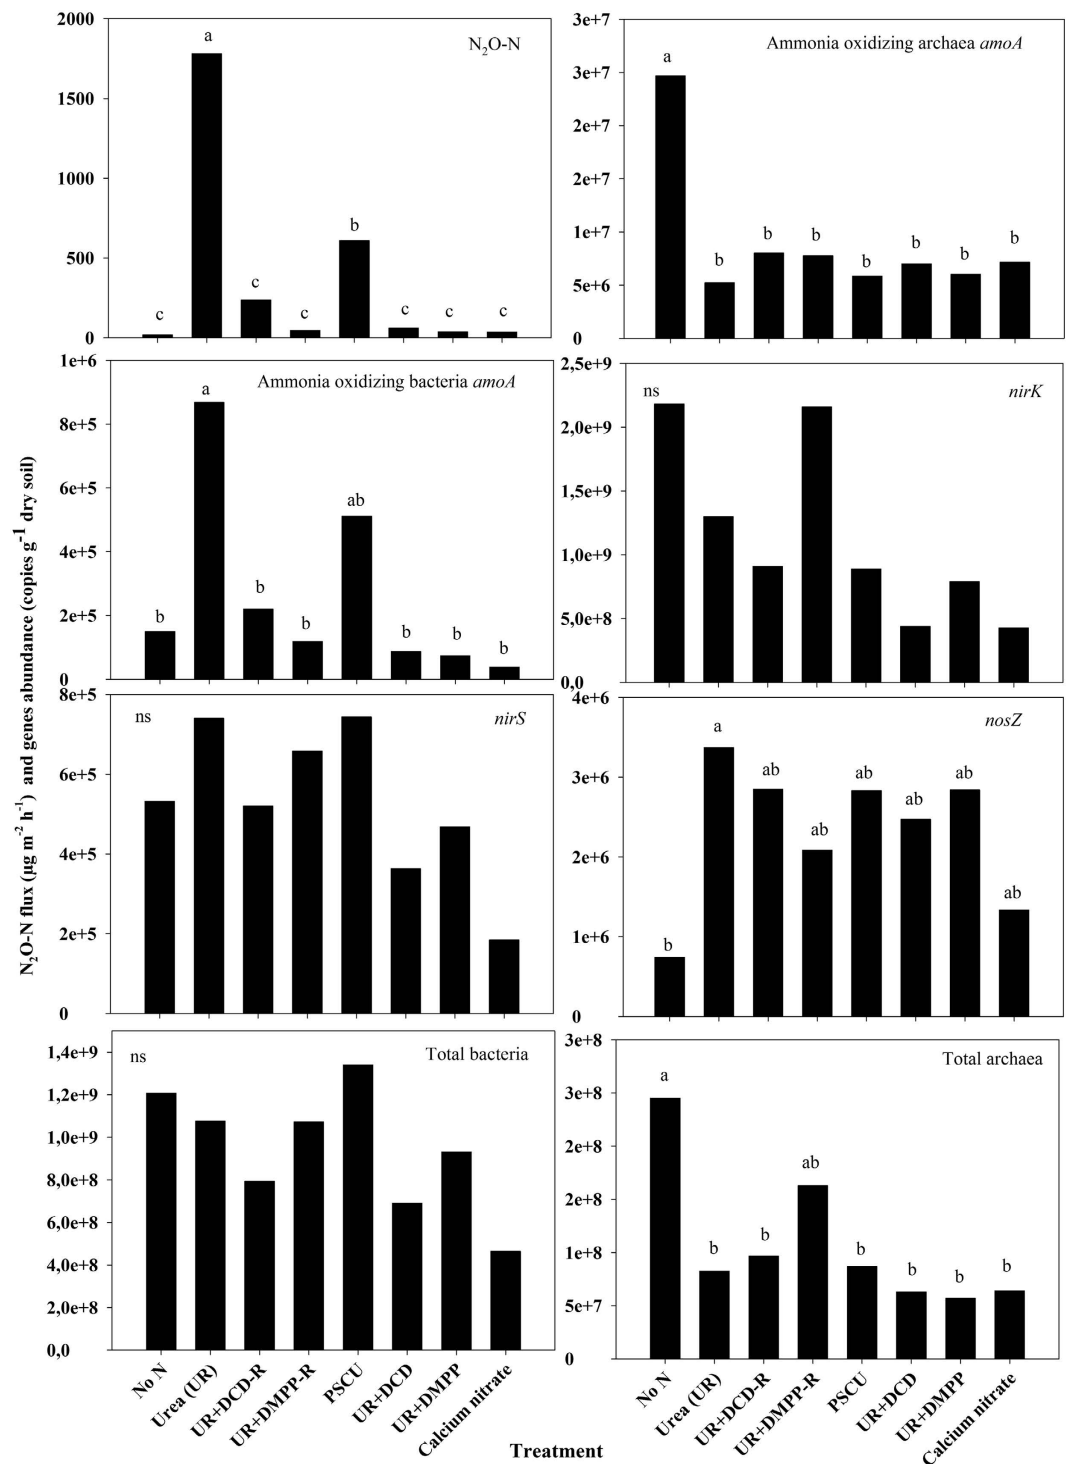 N₂O-N flux (µg m⁻² h⁻¹) and genes abundance (copies g⁻¹ dry soil)
N₂O-N
2000
1500
1000
500
0
c
a
c
c
b
c
c
c
Ammonia oxidizing archaea amoA
3e+7
3e+7
2e+7
2e+7
1e+7
5e+6
0
a
b
b
b
b
b
b
b
Ammonia oxidizing bacteria amoA
1e+6
8e+5
6e+5
4e+5
2e+5
0
b
a
b
b
ab
b
b
b
ns
nirK
2,5e+9
2,0e+9
1,5e+9
1,0e+9
5,0e+8
0,0
ns
nirS
8e+5
6e+5
4e+5
2e+5
0
nosZ
4e+6
3e+6
2e+6
1e+6
0
b
a
ab
ab
ab
ab
ab
ab
ns
Total bacteria
1,4e+9
1,2e+9
1,0e+9
8,0e+8
6,0e+8
4,0e+8
2,0e+8
0,0
Total archaea
3e+8
3e+8
2e+8
2e+8
1e+8
5e+7
0
a
b
b
ab
b
b
b
b
No N
Urea (UR)
UR+DCD-R
UR+DMPP-R
PSCU
UR+DCD
UR+DMPP
Calcium nitrate
No N
Urea (UR)
UR+DCD-R
UR+DMPP-R
PSCU
UR+DCD
UR+DMPP
Calcium nitrate
Treatment